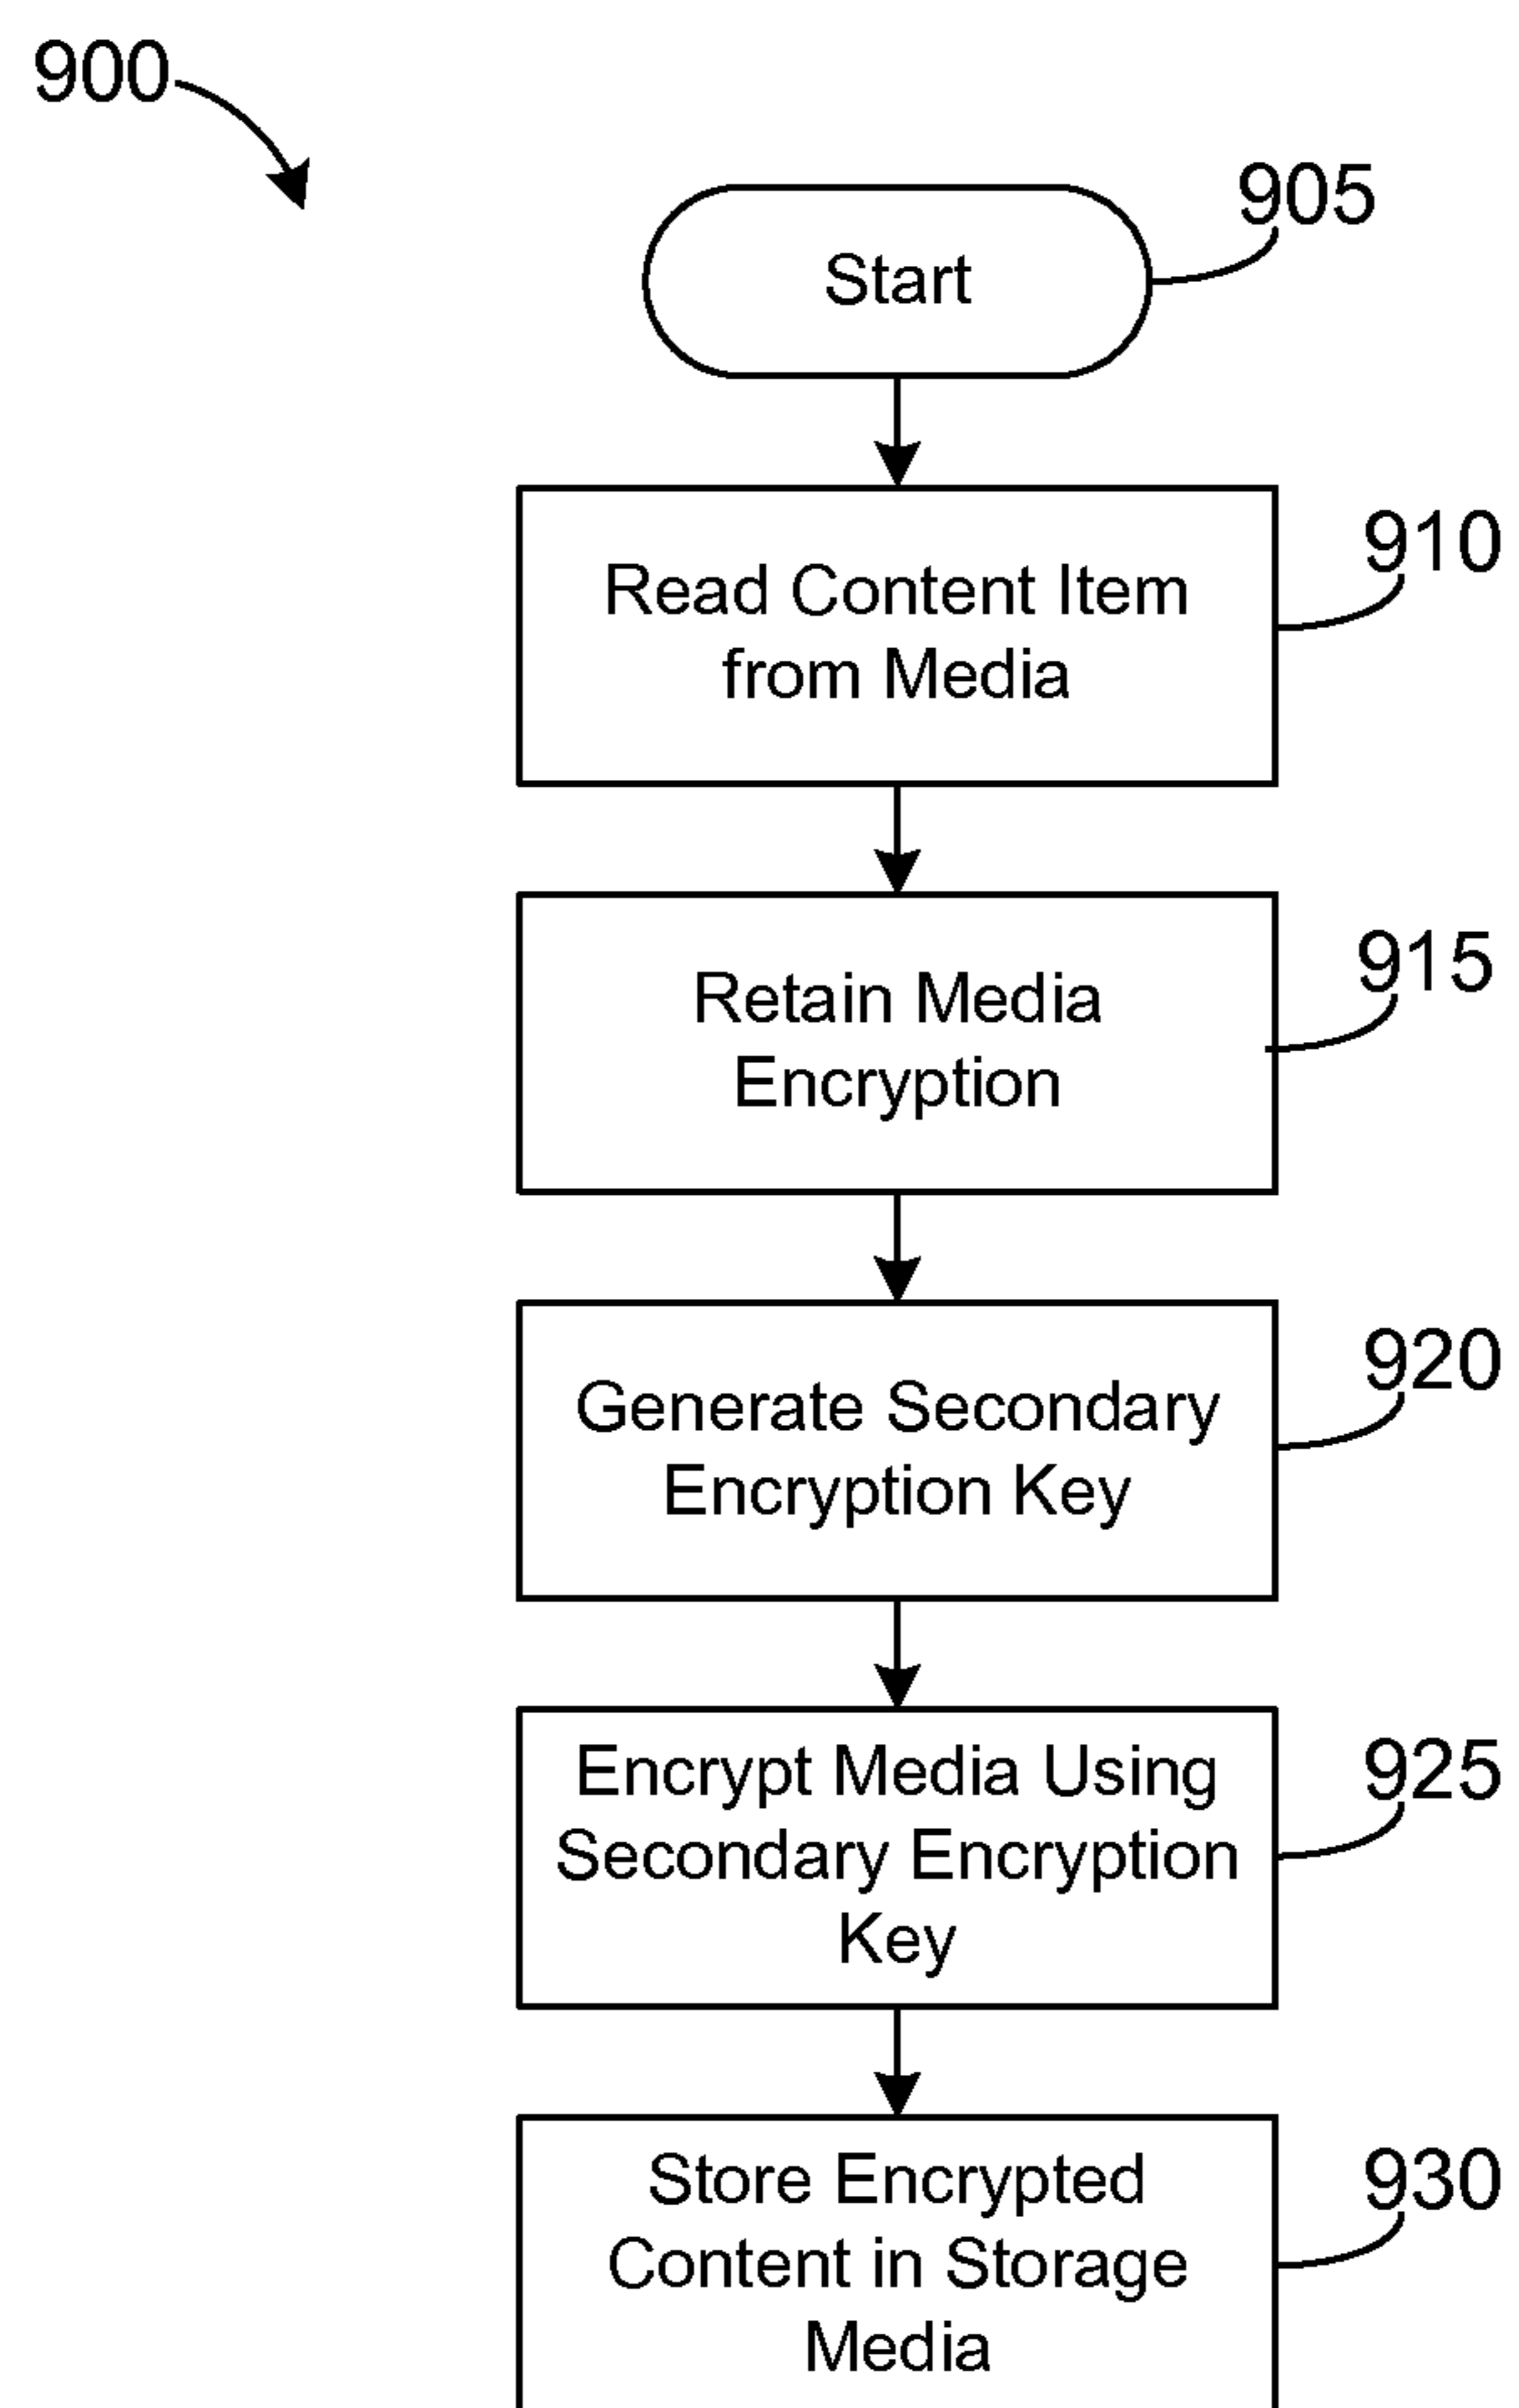 900
905
Start
910
Read Content Item
from Media
915
Retain Media
Encryption
920
Generate Secondary
Encryption Key
925
Encrypt Media Using
Secondary Encryption
Key
930
Store Encrypted
Content in Storage
Media